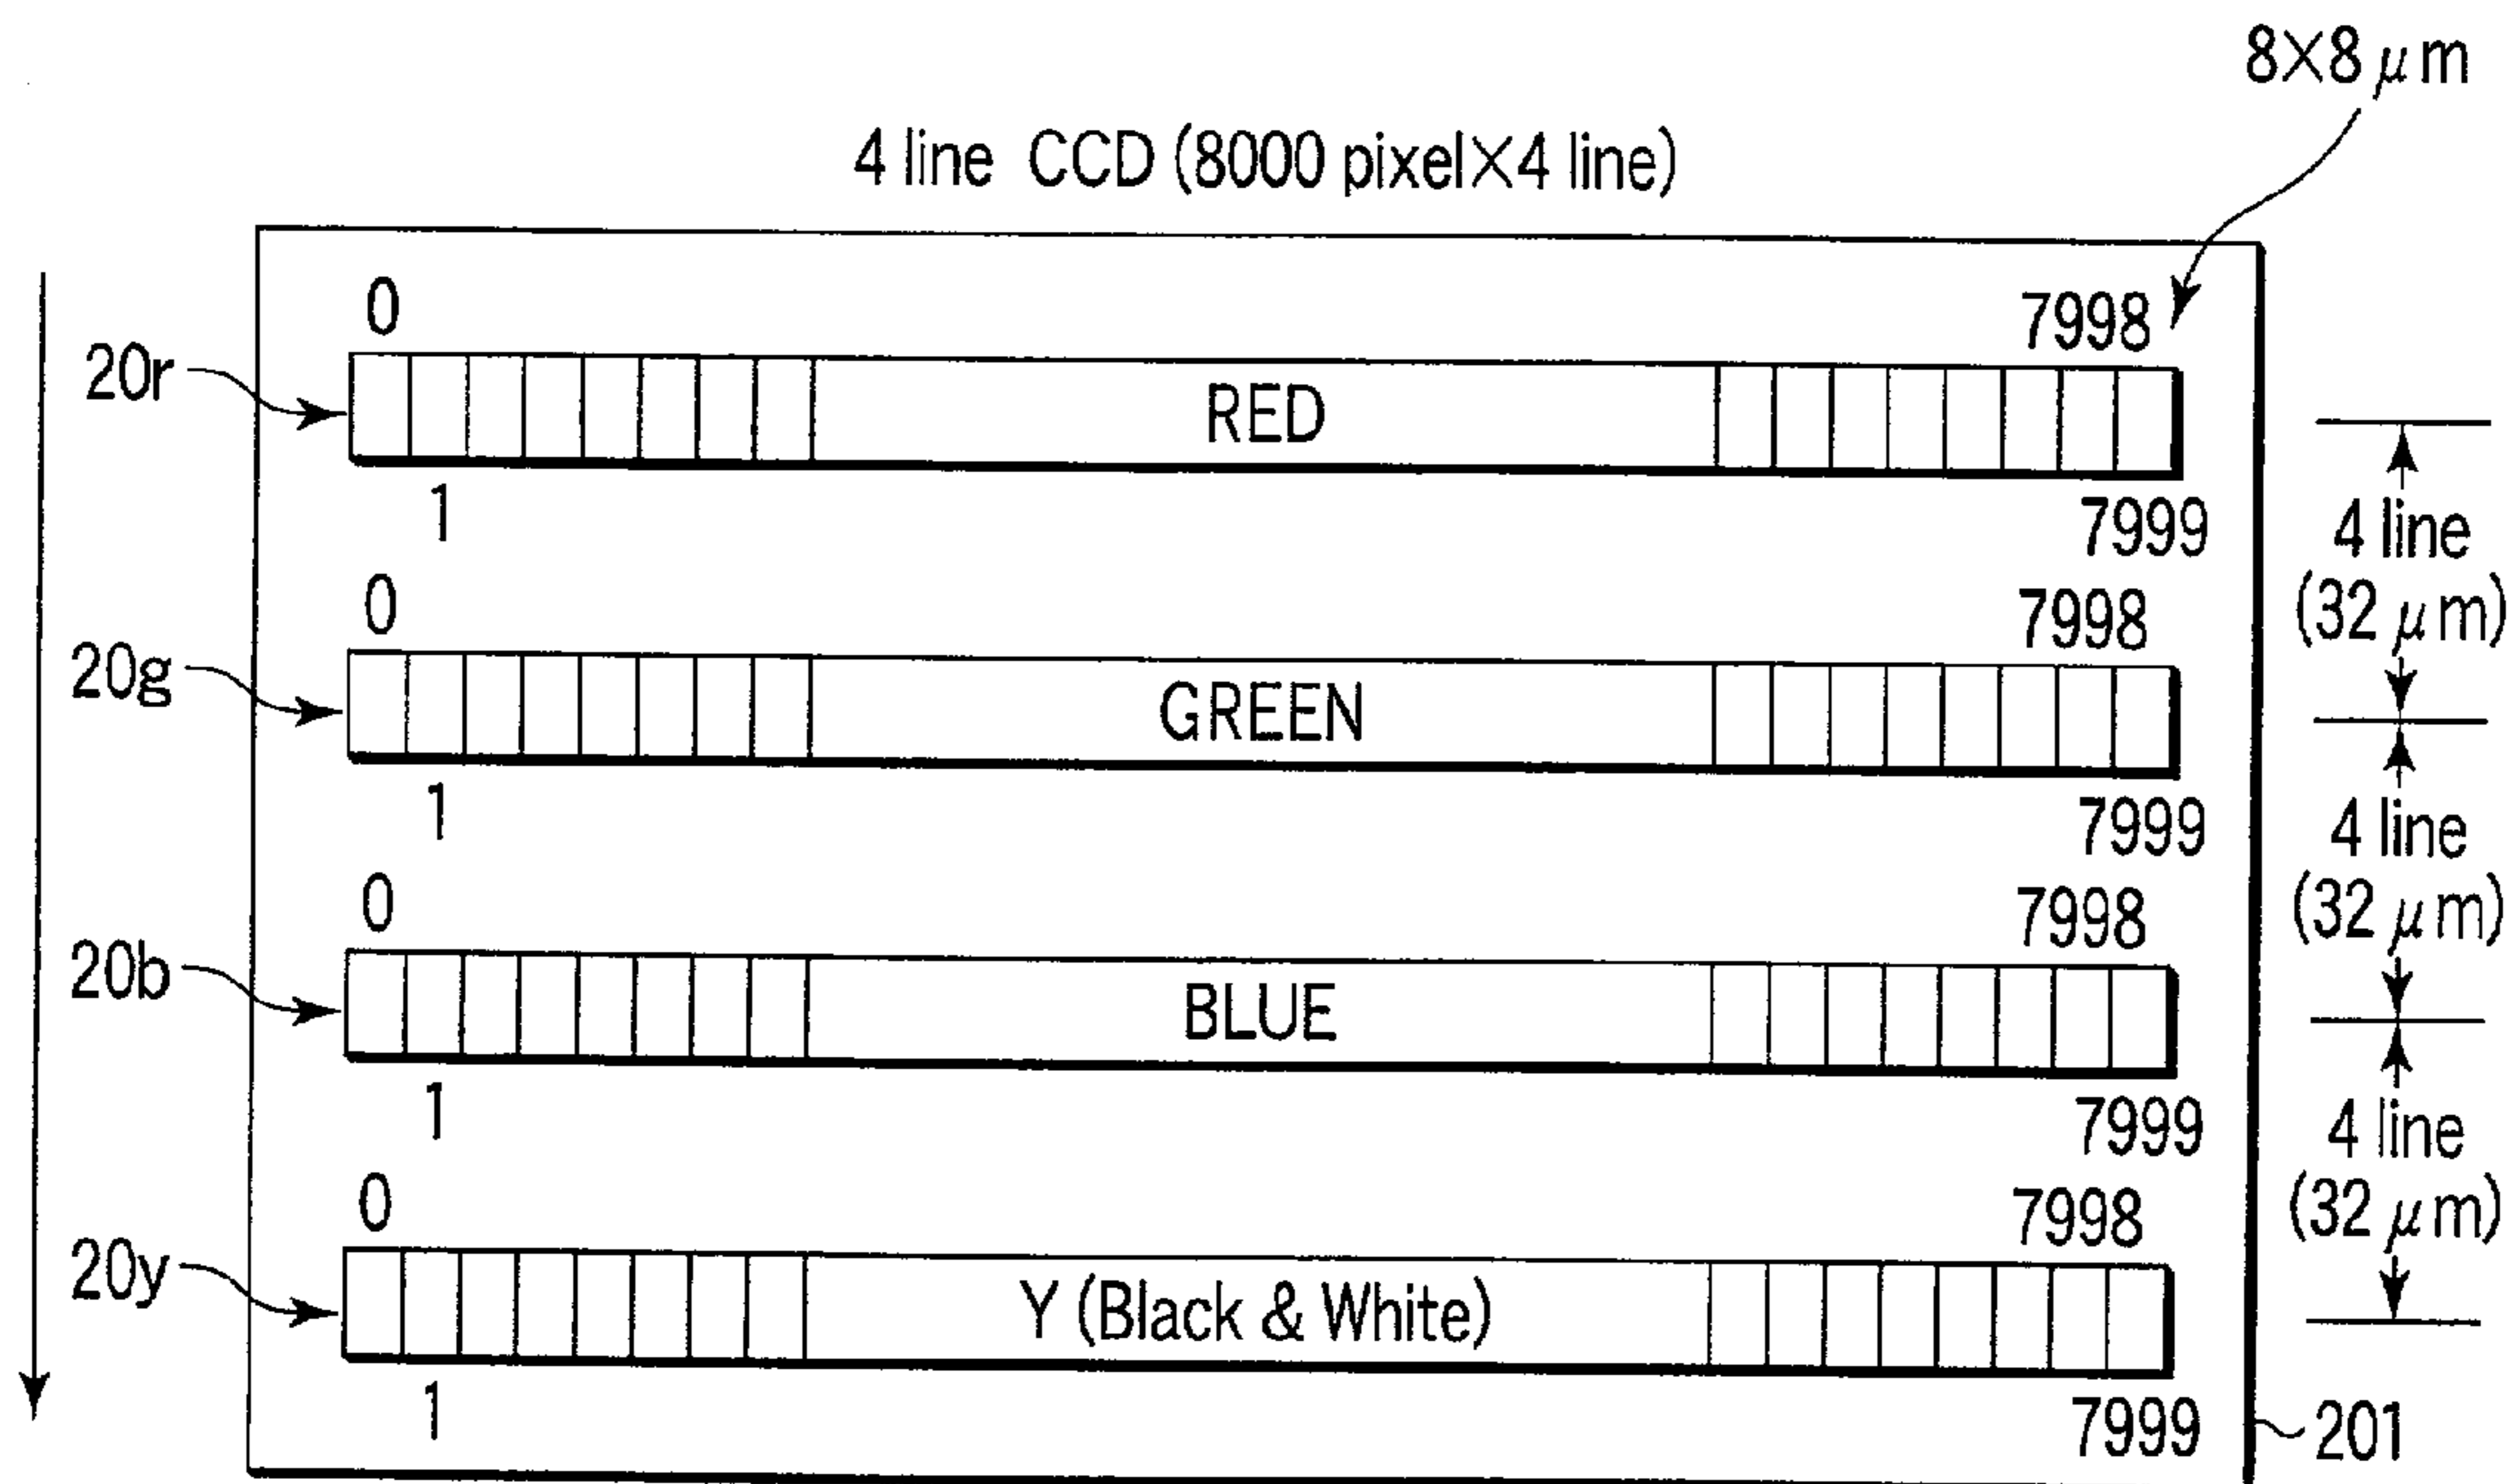 8×8 μm
4 line CCD (8000 pixel×4 line)
0
7998
20r
RED
1
7999
4 line
(32 μm)
0
7998
20g
GREEN
1
7999
4 line
(32 μm)
0
7998
20b
BLUE
1
7999
4 line
(32 μm)
0
7998
20y
Y (Black & White)
1
7999
201